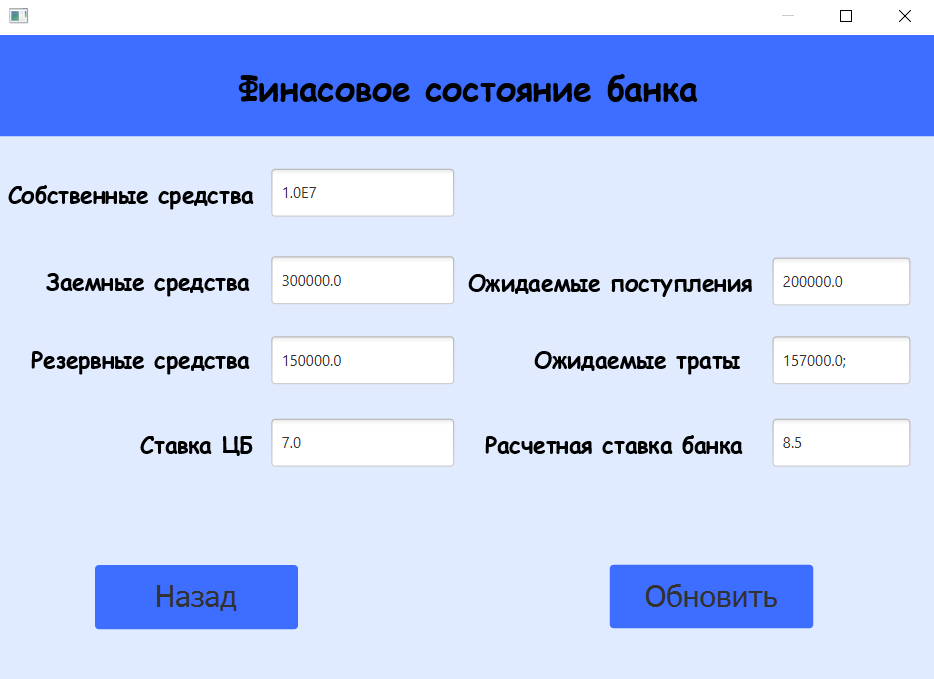 Финасовое состояние банка
Собственные средства 1.0E7
Заемные средства 300000.0 Ожидаемые поступления 200000.0
Резервные средства 150000.0 Ожидаемые траты 157000.0;
Ставка ЦБ 7.0 Расчетная ставка банка 8.5
Назад Обновить